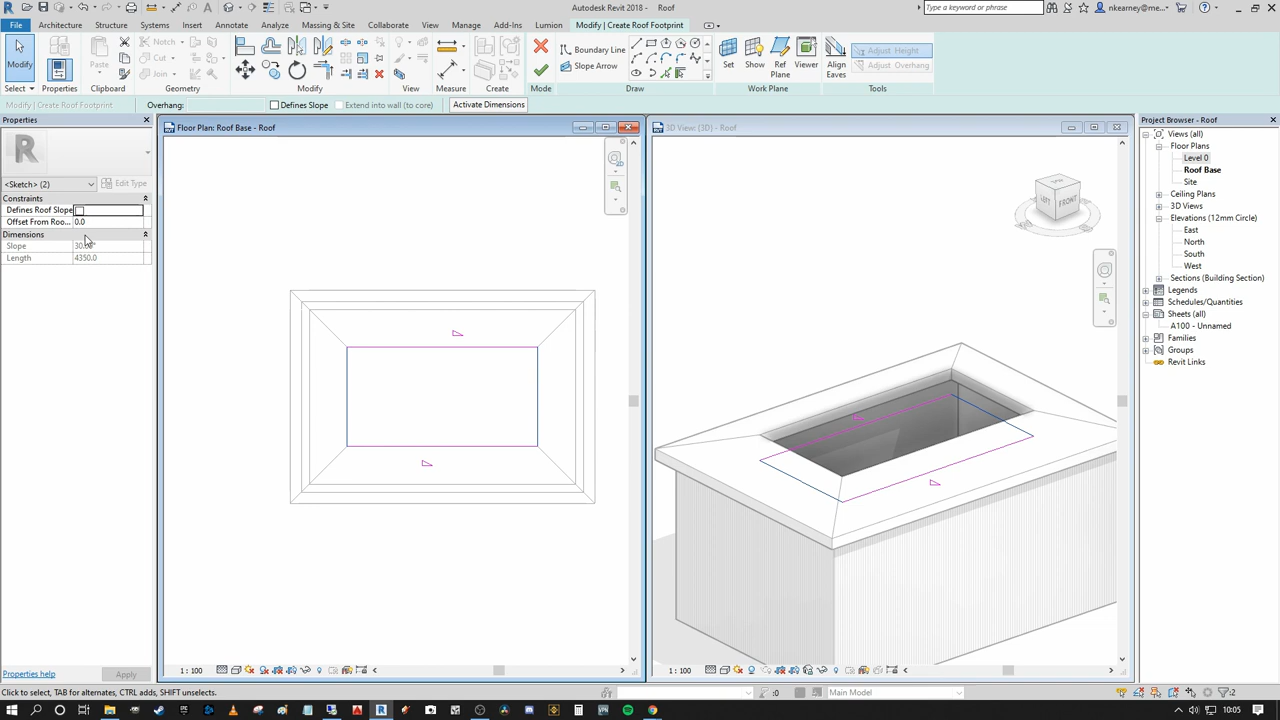 Autodesk Revit 2018 -    Roof
Type a keyword or phrase
nkearney@me...
File
Architecture
Structure
Systems
Insert
Annotate
Analyze
Massing & Site
Collaborate
View
Manage
Add-Ins
Lumion
Modify | Create Roof Footprint
Modify
Paste
Notch
Cut
Join
Boundary Line
Slope Arrow
Set
Show
Ref Plane
Viewer
Align Eaves
Adjust Height
Adjust Overhang
Select
Properties
Clipboard
Geometry
Modify
View
Measure
Create
Mode
Draw
Work Plane
Tools
Modify | Create Roof Footprint
Overhang:
Defines Slope
Extend into wall (to core)
Activate Dimensions
Properties
R
<Sketch> (2)
Edit Type
Constraints
Defines Roof Slope
Offset From Roo...
0.0
Dimensions
Slope
Length
4350.0
Properties help
Apply
Floor Plan: Roof Base - Roof
2D
1 : 100
3D View: {3D} - Roof
LEFT
FRONT
1 : 100
Project Browser - Roof
Views (all)
Floor Plans
Level 0
Roof Base
Site
Ceiling Plans
3D Views
Elevations (12mm Circle)
East
North
South
West
Sections (Building Section)
Legends
Schedules/Quantities
Sheets (all)
A100 - Unnamed
Families
Groups
Revit Links
Click to select, TAB for alternates, CTRL adds, SHIFT unselects.
:0
Main Model
:2
10:05